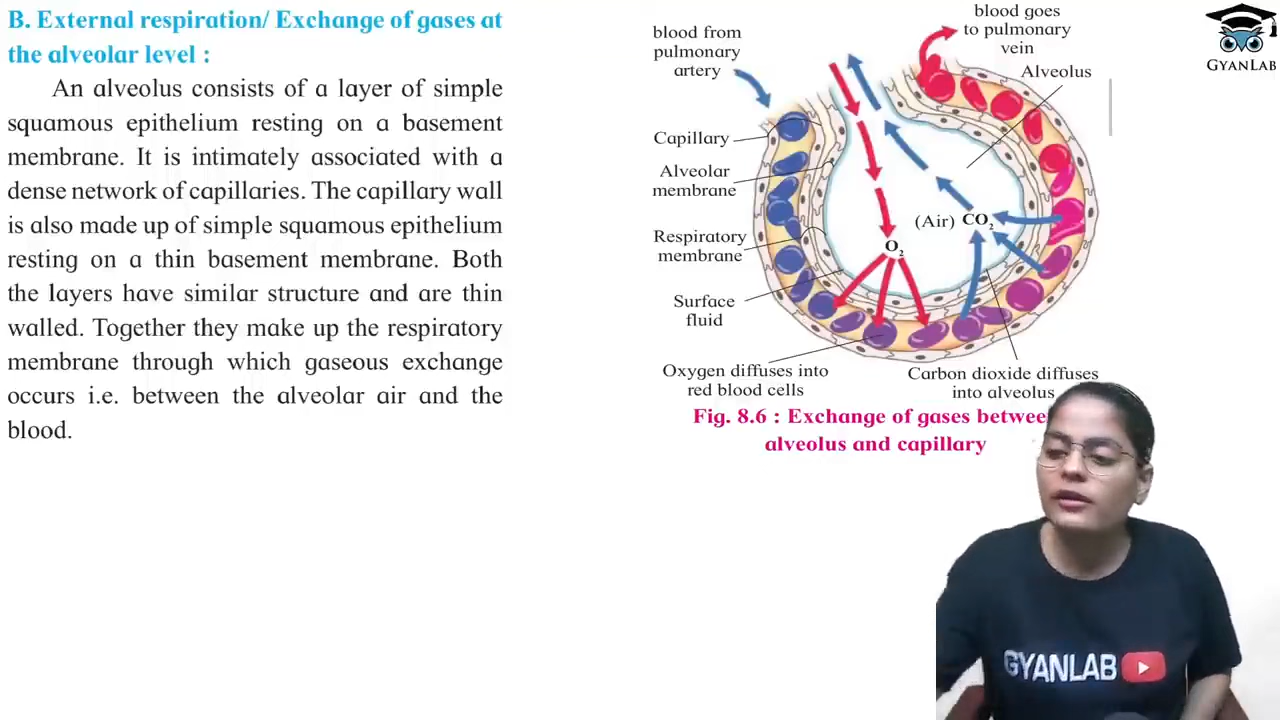 B. External respiration/ Exchange of gases at
the alveolar level :
An alveolus consists of a layer of simple
squamous epithelium resting on a basement
membrane. It is intimately associated with a
dense network of capillaries. The capillary wall
is also made up of simple squamous epithelium
resting on a thin basement membrane. Both
the layers have similar structure and are thin
walled. Together they make up the respiratory
membrane through which gaseous exchange
occurs i.e. between the alveolar air and the
blood.
blood from
pulmonary
artery
blood goes
to pulmonary
vein
Alveolus
Capillary
Alveolar
membrane
Respiratory
membrane
Surface
fluid
(Air) CO₂
O₂
Oxygen diffuses into
red blood cells
Carbon dioxide diffuses
into alveolus
Fig. 8.6 : Exchange of gases betwee
alveolus and capillary
GYANLAB
GYANLAB